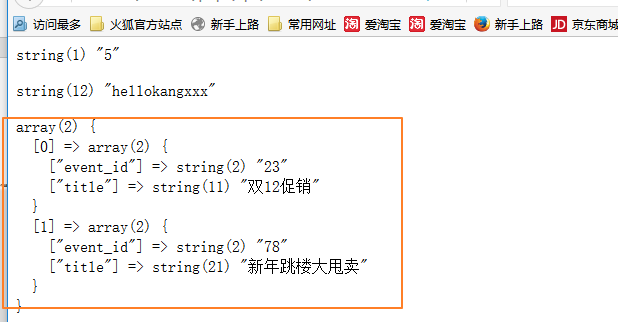 访问最多 火狐官方站点 新手上路 常用网址 爱淘宝 爱淘宝 新手上路 京东商城
string(1) "5"
string(12) "hellokangxxx"
array(2) {
[0] => array(2) {
["event_id"] => string(2) "23"
["title"] => string(11) "双12促销"
}
[1] => array(2) {
["event_id"] => string(2) "78"
["title"] => string(21) "新年跳楼大甩卖"
}
}